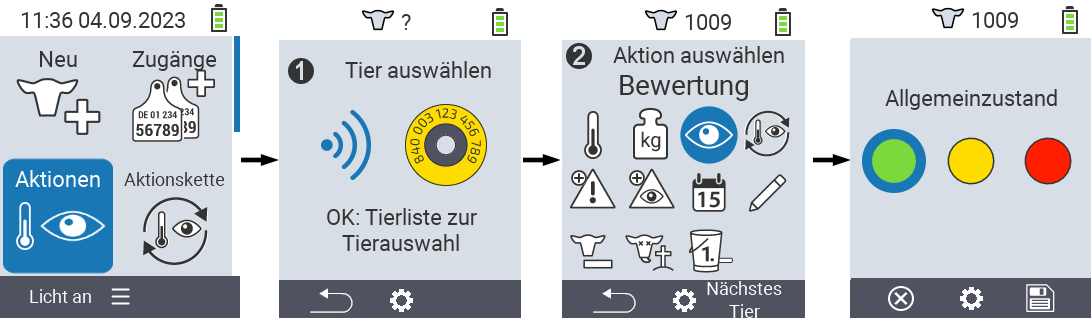 11:36 04.09.2023
Neu
Zugänge
DE 01 234
56789
234
89
Aktionen
Aktionskette
Licht an
?
1
Tier auswählen
840 003 123 456 789
OK: Tierliste zur
Tierauswahl
1009
2
Aktion auswählen
Bewertung
kg
15
1.
Nächstes
Tier
1009
Allgemeinzustand